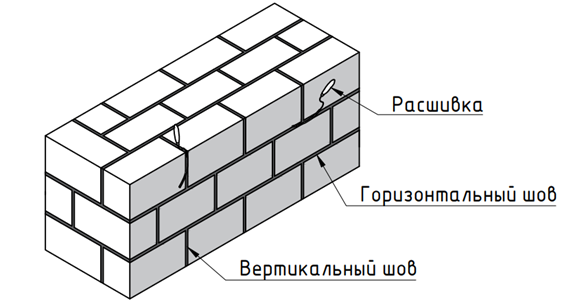 Расшивка
Горизонтальный шов
Вертикальный шов